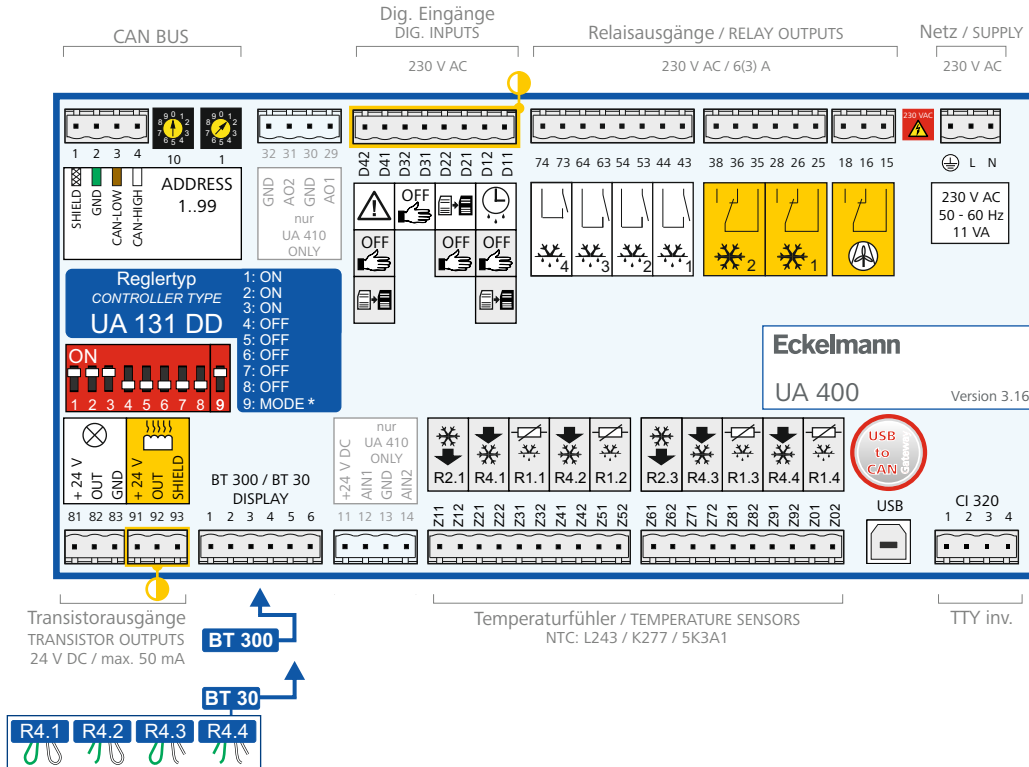 CAN BUS
Dig. Eingänge
DIG. INPUTS
230 V AC
Relaisausgänge / RELAY OUTPUTS
230 V AC / 6(3) A
Netz / SUPPLY
230 V AC
230 VAC
1 2 3 4
10 1
32 31 30 29
D42 D41 D32 D31 D22 D21 D12 D11
74 73 64 63 54 53 44 43
38 36 35 28 26 25
18 16 15
L N
SHIELD
GND
CAN-LOW
CAN-HIGH
ADDRESS
1..99
GND
AO2
GND
AO1
nur
UA 410
ONLY
OFF
OFF OFF OFF
4 3 2 1
2 1
230 V AC
50 - 60 Hz
11 VA
Reglertyp
CONTROLLER TYPE
UA 131 DD
1: ON
2: ON
3: ON
4: OFF
5: OFF
6: OFF
7: OFF
8: OFF
9: MODE *
ON
1 2 3 4 5 6 7 8 9
Eckelmann
UA 400
Version 3.16
+24 V
OUT
GND
+24 V
OUT
SHIELD
81 82 83 91 92 93
BT 300 / BT 30
DISPLAY
1 2 3 4 5 6
nur
UA 410
ONLY
+24 V DC
AIN1
GND
AIN2
11 12 13 14
R2.1 R4.1 R1.1 R4.2 R1.2
Z11 Z12 Z21 Z22 Z31 Z32 Z41 Z42 Z51 Z52
R2.3 R4.3 R1.3 R4.4 R1.4
Z61 Z62 Z71 Z72 Z81 Z82 Z91 Z92 Z01 Z02
USB
to
CAN
Gateway
USB
CI 320
1 2 3 4
Transistorausgänge
TRANSISTOR OUTPUTS
24 V DC / max. 50 mA
BT 300
BT 30
Temperaturfühler / TEMPERATURE SENSORS
NTC: L243 / K277 / 5K3A1
TTY inv.
R4.1 R4.2 R4.3 R4.4